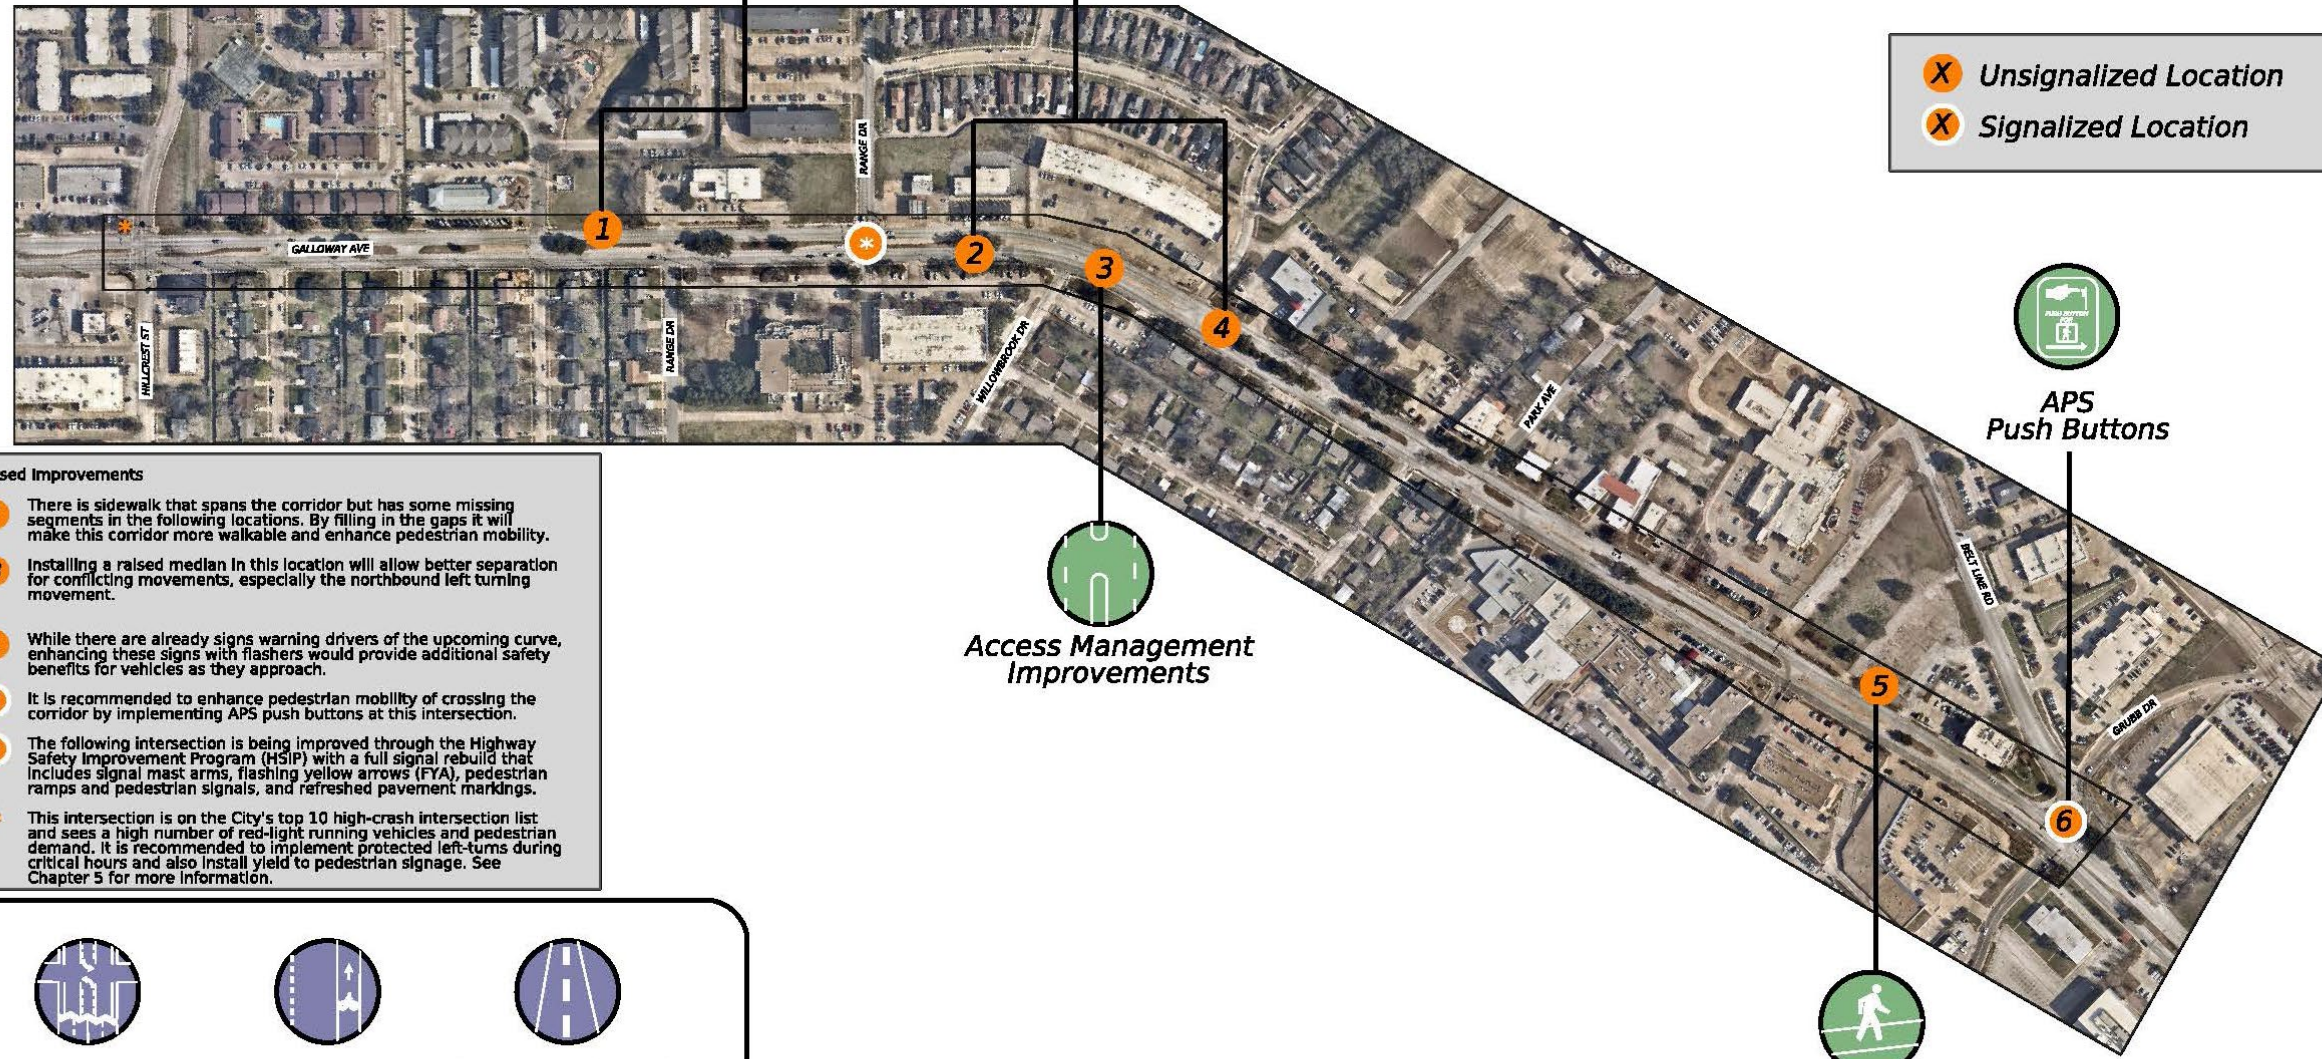 X Unsignalized Location
X Signalized Location
RANGE DR
*
GALLOWAY AVE
1
*
2
3
4
HILLCREST ST
RANGE DR
WILLOWBROOK DR
PARK AVE
PUSH BUTTON
FOR
APS
Push Buttons
Access Management
Improvements
BELT LINE RD
GRUBB DR
5
6
sed Improvements
There is sidewalk that spans the corridor but has some missing
segments in the following locations. By filling in the gaps it will
make this corridor more walkable and enhance pedestrian mobility.
Installing a raised median in this location will allow better separation
for conflicting movements, especially the northbound left turning
movement.
While there are already signs warning drivers of the upcoming curve,
enhancing these signs with flashers would provide additional safety
benefits for vehicles as they approach.
It is recommended to enhance pedestrian mobility of crossing the
corridor by implementing APS push buttons at this intersection.
The following intersection is being improved through the Highway
Safety Improvement Program (HSIP) with a full signal rebuild that
includes signal mast arms, flashing yellow arrows (FYA), pedestrian
ramps and pedestrian signals, and refreshed pavement markings.
This intersection is on the City's top 10 high-crash intersection list
and sees a high number of red-light running vehicles and pedestrian
demand. It is recommended to implement protected left-turns during
critical hours and also install yield to pedestrian signage. See
Chapter 5 for more information.